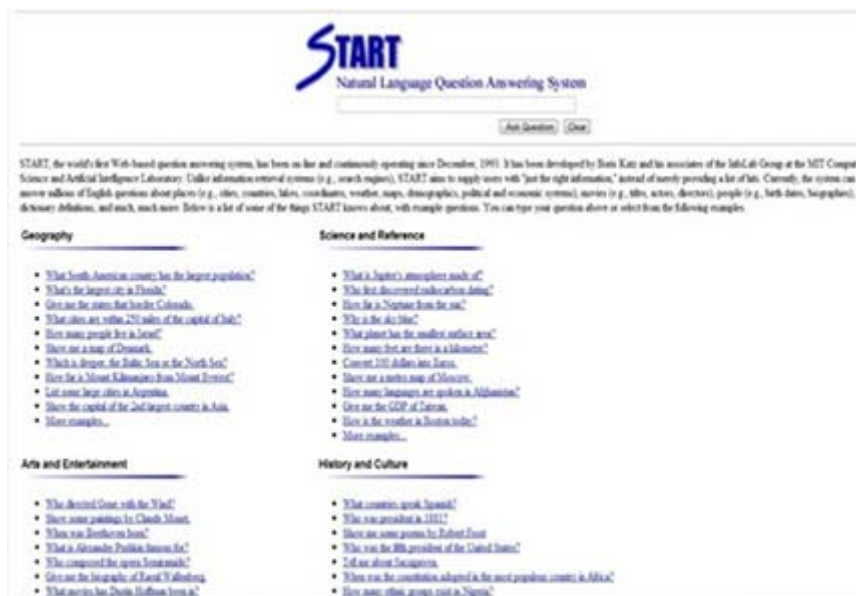 START
Natural Language Question Answering System
Ask Question Clear
START, the world's first Web-based question answering system, has been on-line and continuously operating since December, 1993. It has been developed by Boris Katz and his associates of the InfoLab Group at the MIT Comput
Science and Artificial Intelligence Laboratory. Unlike information retrieval systems (e.g., search engines), START aims to supply users with "just the right information," instead of merely providing a list of hits. Currently, the system can
answer millions of English questions about places (e.g., cities, countries, lakes, coordinates, weather, maps, demographics, political and economic systems), movies (e.g., titles, actors, directors), people (e.g., birth dates, biographies),
dictionary definitions, and much, much more. Below is a list of some of the things START knows about, with example questions. You can type your question above or select from the following examples.
Geography
What South American country has the largest population?
What's the largest city in Florida?
Give me the states that border Colorado.
What cities are within 250 miles of the capital of Italy?
How many people live in Israel?
Show me a map of Denmark.
Which is deeper, the Baltic Sea or the North Sea?
How far is Mount Kilimanjaro from Mount Everest?
List some large cities in Argentina.
Show the capital of the 2nd largest country in Asia.
More examples...
Science and Reference
What is Jupiter's atmosphere made of?
Who first discovered radiocarbon dating?
How far is Neptune from the sun?
Why is the sky blue?
What planet has the smallest surface area?
How many feet are there in a kilometer?
Convert 100 dollars into Euros.
Show me a metro map of Moscow.
How many languages are spoken in Afghanistan?
Give me the GDP of Taiwan.
How is the weather in Boston today?
More examples...
Arts and Entertainment
Who directed Gone with the Wind?
Show some paintings by Claude Monet.
When was Beethoven born?
What is Alexander Pushkin famous for?
Who composed the opera Semiramide?
Give me the biography of Raoul Wallenberg.
What movies has Dustin Hoffman been in?
History and Culture
What countries speak Spanish?
Who was president in 1881?
Show me some poems by Robert Frost
Who was the fifth president of the United States?
Tell me about Sacagawea.
When was the constitution adopted in the most populous country in Africa?
How many ethnic groups exist in Nigeria?